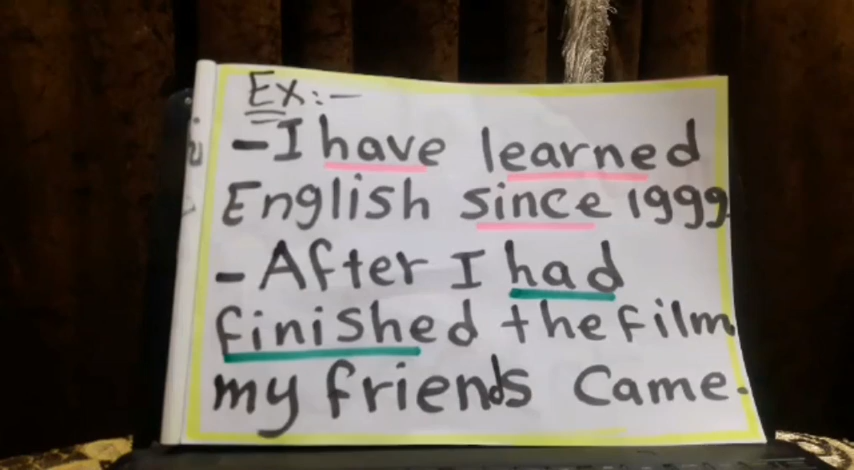 Ex:-
-I have learned
English since 1999
-After I had
finished the film
my friends Came.